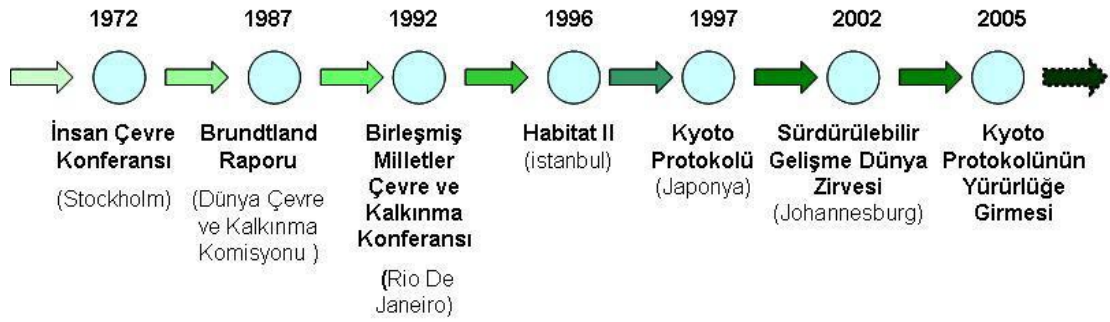 1972
1987
1992
1996
1997
2002
2005
İnsan Çevre
Konferansı
(Stockholm)
Brundtland
Raporu
(Dünya Çevre
ve Kalkınma
Komisyonu )
Birleşmiş
Milletler
Çevre ve
Kalkınma
Konferansı
(Rio De
Janeiro)
Habitat II
(istanbul)
Kyoto
Protokolü
(Japonya)
Sürdürülebilir
Gelişme Dünya
Zirvesi
(Johannesburg)
Kyoto
Protokolünün
Yürürlüğe
Girmesi